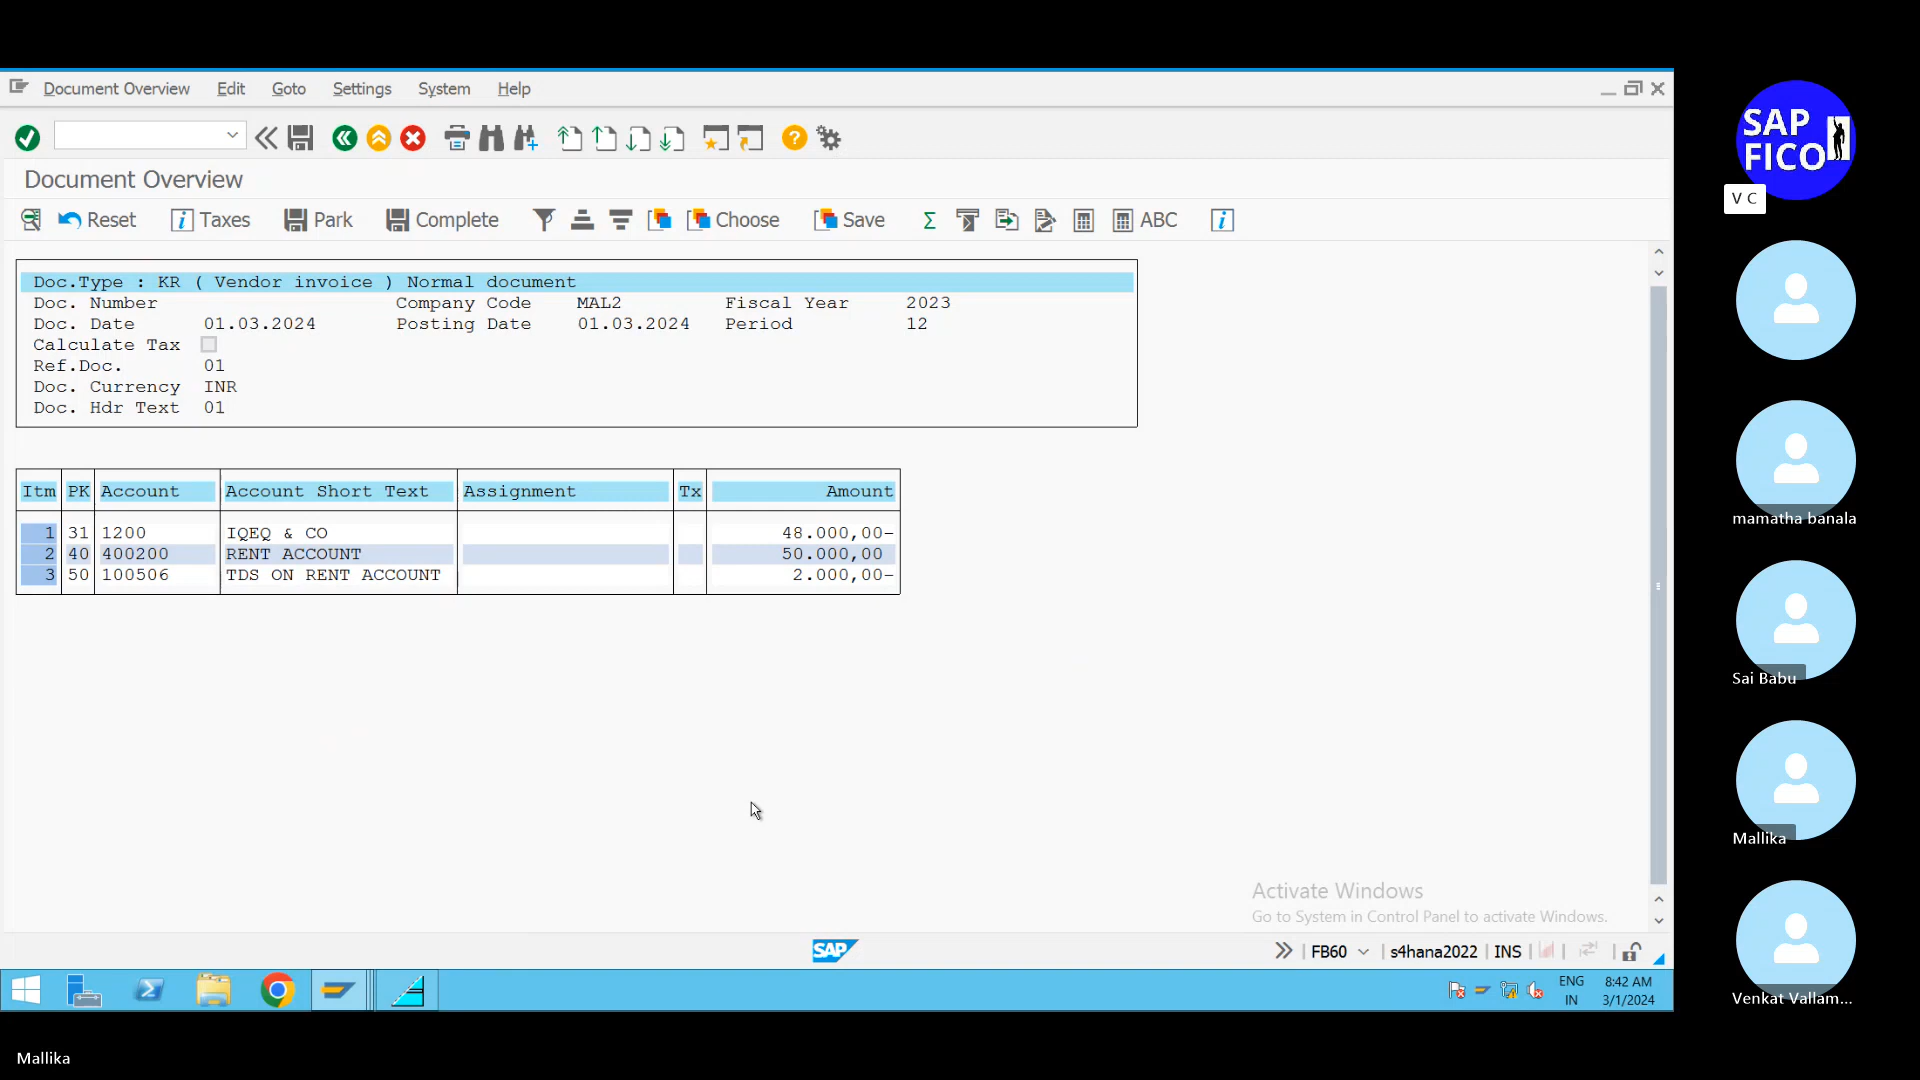 Document Overview Edit Goto Settings System Help
Document Overview
Reset Taxes Park Complete Choose Save ABC
Doc.Type : KR ( Vendor invoice ) Normal document
Doc. Number Company Code MAL2 Fiscal Year 2023
Doc. Date 01.03.2024 Posting Date 01.03.2024 Period 12
Calculate Tax
Ref.Doc. 01
Doc. Currency INR
Doc. Hdr Text 01
Itm PK Account Account Short Text Assignment Tx Amount
1 31 1200 IQEQ & CO 48.000,00-
2 40 400200 RENT ACCOUNT 50.000,00
3 50 100506 TDS ON RENT ACCOUNT 2.000,00-
Activate Windows
Go to System in Control Panel to activate Windows.
SAP FB60 s4hana2022 INS
ENG 8:42 AM
IN 3/1/2024
Mallika
SAP
FICO
V C
mamatha banala
Sai Babu
Mallika
Venkat Vallam...